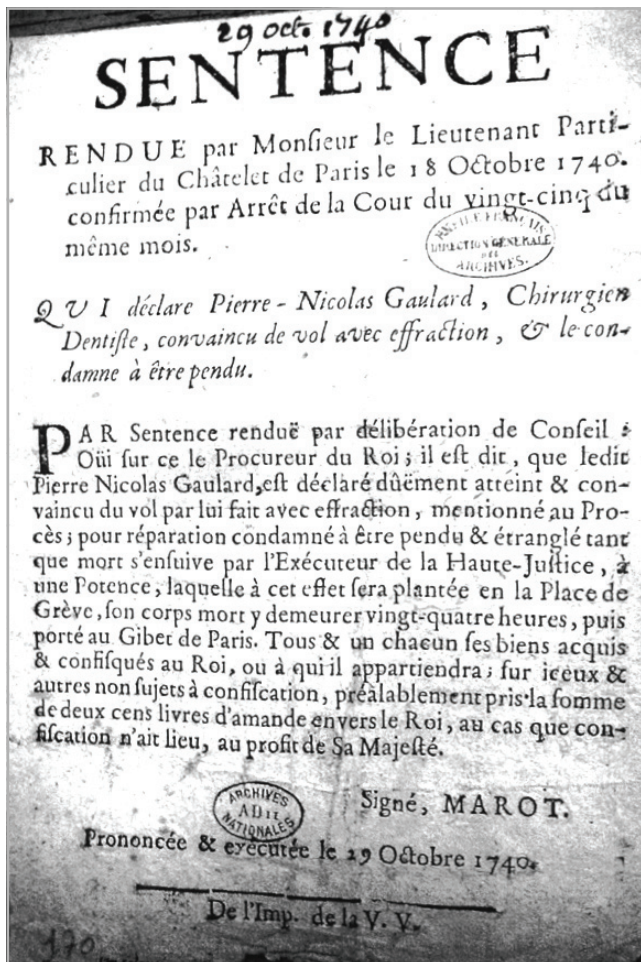 29 oct. 1740
SENTENCE
RENDUE par Monſieur le Lieutenant Parti-
culier du Châtelet de Paris le 18 Octobre 1740.
confirmée par Arrêt de la Cour du vingt-cinq du
même mois.
DIRECTION GENERALE
DES
ARCHIVES.
QUI déclare Pierre-Nicolas Gaulard, Chirurgien
Dentiſte, convaincu de vol avec effraction, & le con-
damne à être pendu.
PAR Sentence renduë par délibération de Conſeil :
Oüi ſur ce le Procureur du Roi; il eſt dit, que ledit
Pierre Nicolas Gaulard, eſt déclaré dûëment atteint & con-
vaincu du vol par lui fait avec effraction, mentionné au Pro-
cès; pour réparation condamné à être pendu & étranglé tant
que mort s'enſuive par l'Exécuteur de la Haute-Juſtice, à
une Potence, laquelle à cet effet ſera plantée en la Place de
Grève, ſon corps mort y demeurer vingt-quatre heures, puis
porté au Gibet de Paris. Tous & un chacun ſes biens acquis
& confiſqués au Roi, ou à qui il appartiendra; ſur iceux &
autres non ſujets à confiſcation, préalablement pris la ſomme
de deux cens livres d'amande envers le Roi, au cas que con-
fiſcation n'ait lieu, au profit de Sa Majeſté.
Signé, MAROT.
ARCHIVES
NATIONALES
Prononcée & exécutée le 29 Octobre 1740.
De l'Imp. de la V. V.
170